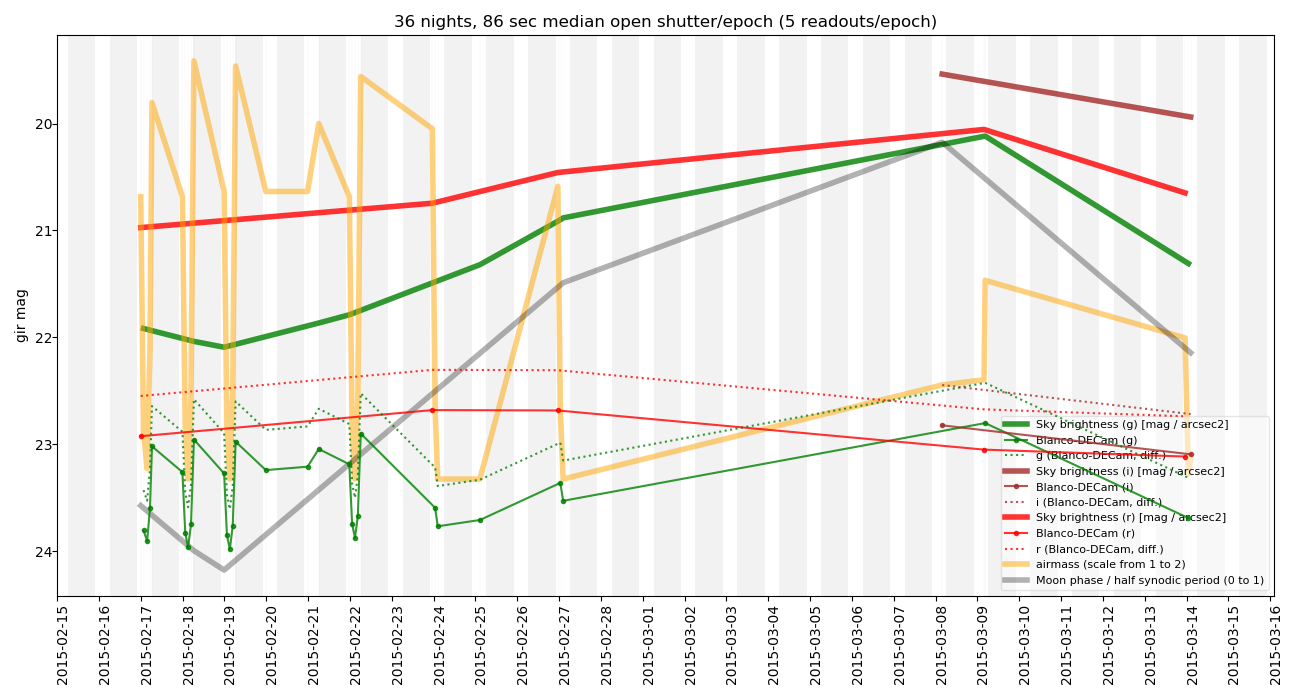 36 nights, 86 sec median open shutter/epoch (5 readouts/epoch)
gir mag
20
21
22
23
24
Sky brightness (g) [mag / arcsec2]
Blanco-DECam (g)
g (Blanco-DECam, diff.)
Sky brightness (i) [mag / arcsec2]
Blanco-DECam (i)
i (Blanco-DECam, diff.)
Sky brightness (r) [mag / arcsec2]
Blanco-DECam (r)
r (Blanco-DECam, diff.)
airmass (scale from 1 to 2)
Moon phase / half synodic period (0 to 1)
2015-02-15
2015-02-16
2015-02-17
2015-02-18
2015-02-19
2015-02-20
2015-02-21
2015-02-22
2015-02-23
2015-02-24
2015-02-25
2015-02-26
2015-02-27
2015-02-28
2015-03-01
2015-03-02
2015-03-03
2015-03-04
2015-03-05
2015-03-06
2015-03-07
2015-03-08
2015-03-09
2015-03-10
2015-03-11
2015-03-12
2015-03-13
2015-03-14
2015-03-15
2015-03-16